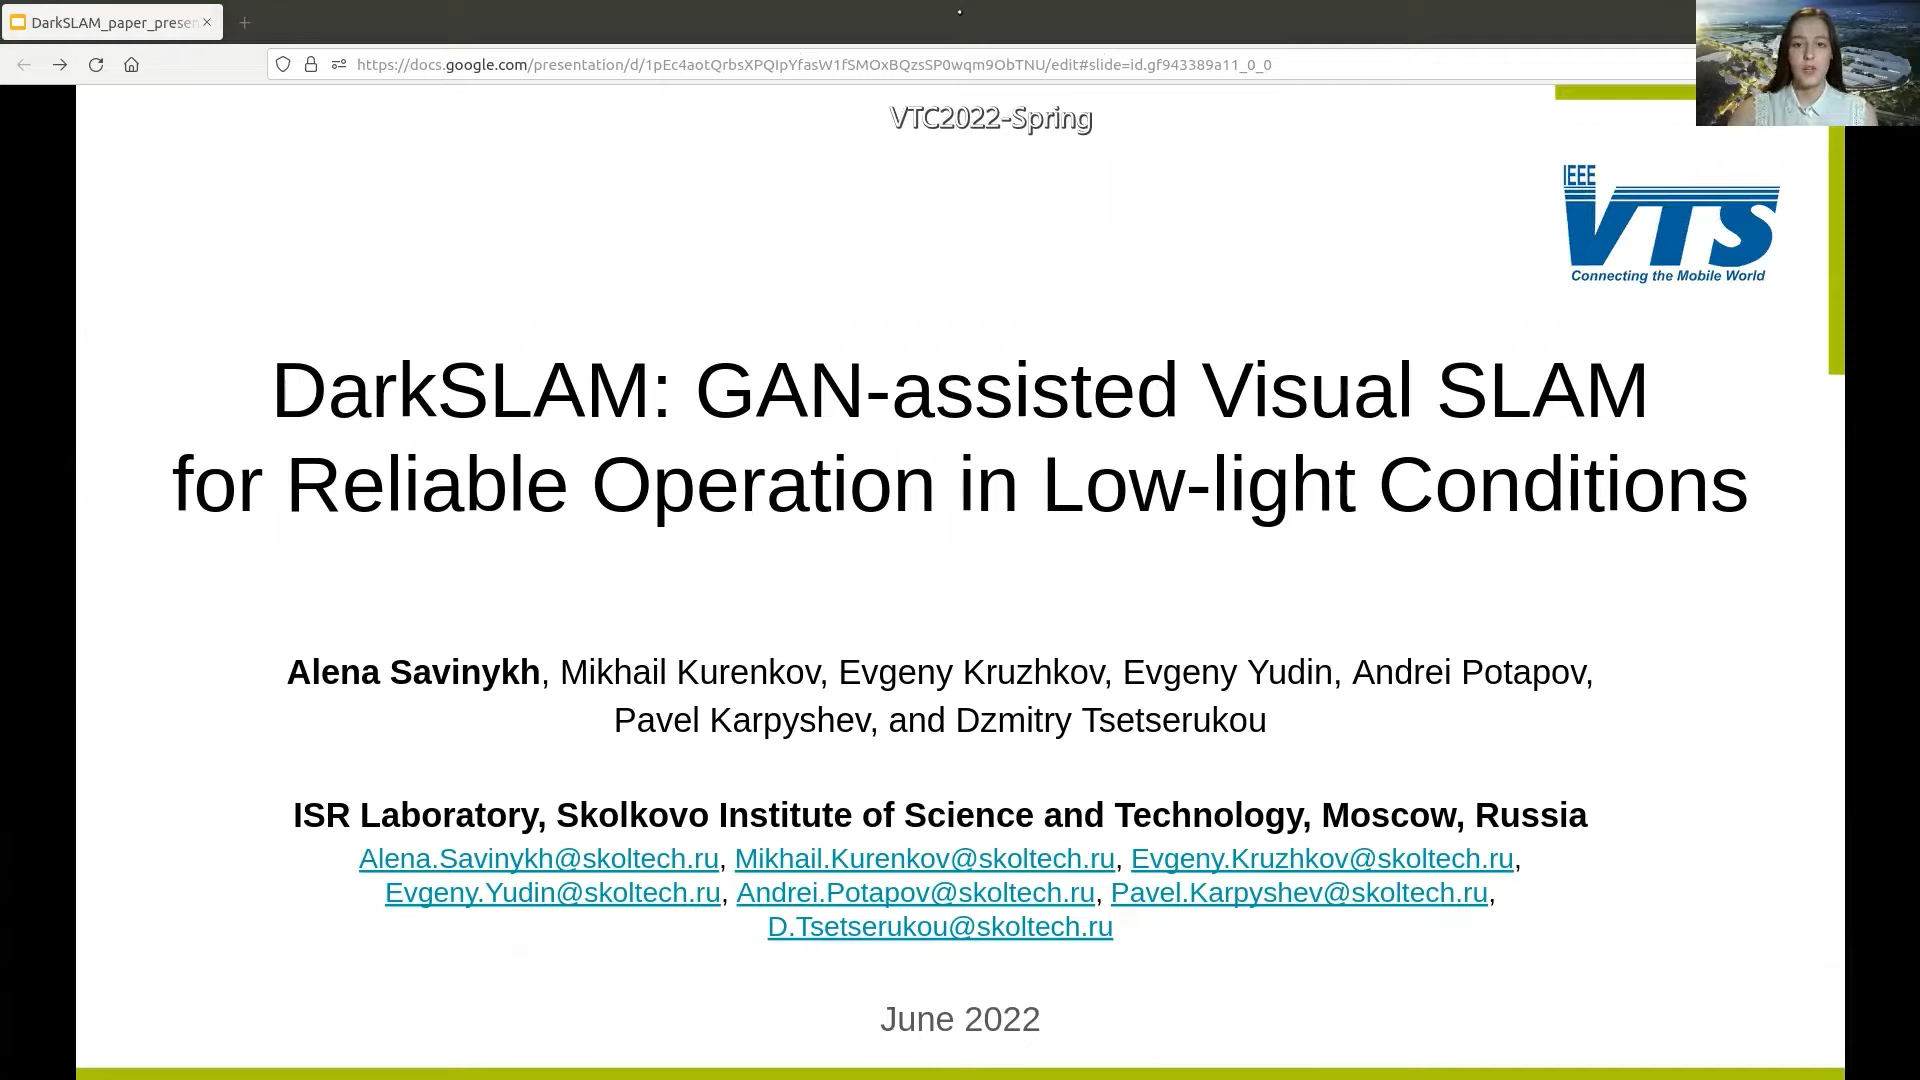 DarkSLAM_paper_presen
https://docs.google.com/presentation/d/1pEc4aotQrbsXPQIpYfasW1fSMOxBQzsSP0wqm9ObTNU/edit#slide=id.gf943389a11_0_0
VTC2022-Spring
IEEE
VTS
Connecting the Mobile World
DarkSLAM: GAN-assisted Visual SLAM
for Reliable Operation in Low-light Conditions
Alena Savinykh, Mikhail Kurenkov, Evgeny Kruzhkov, Evgeny Yudin, Andrei Potapov,
Pavel Karpyshev, and Dzmitry Tsetserukou
ISR Laboratory, Skolkovo Institute of Science and Technology, Moscow, Russia
Alena.Savinykh@skoltech.ru, Mikhail.Kurenkov@skoltech.ru, Evgeny.Kruzhkov@skoltech.ru,
Evgeny.Yudin@skoltech.ru, Andrei.Potapov@skoltech.ru, Pavel.Karpyshev@skoltech.ru,
D.Tsetserukou@skoltech.ru
June 2022